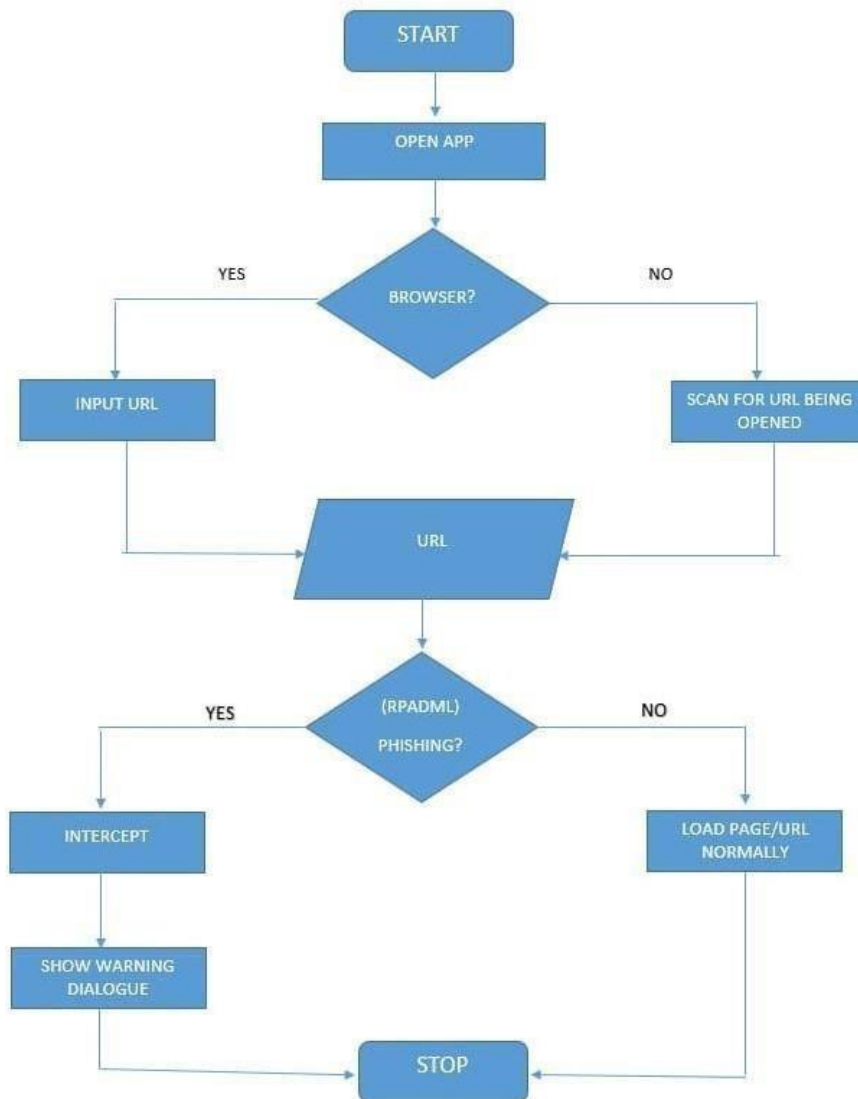 START
OPEN APP
YES
NO
BROWSER?
INPUT URL
SCAN FOR URL BEING
OPENED
URL
YES
(RPADML)
NO
PHISHING?
INTERCEPT
LOAD PAGE/URL
NORMALLY
SHOW WARNING
DIALOGUE
STOP